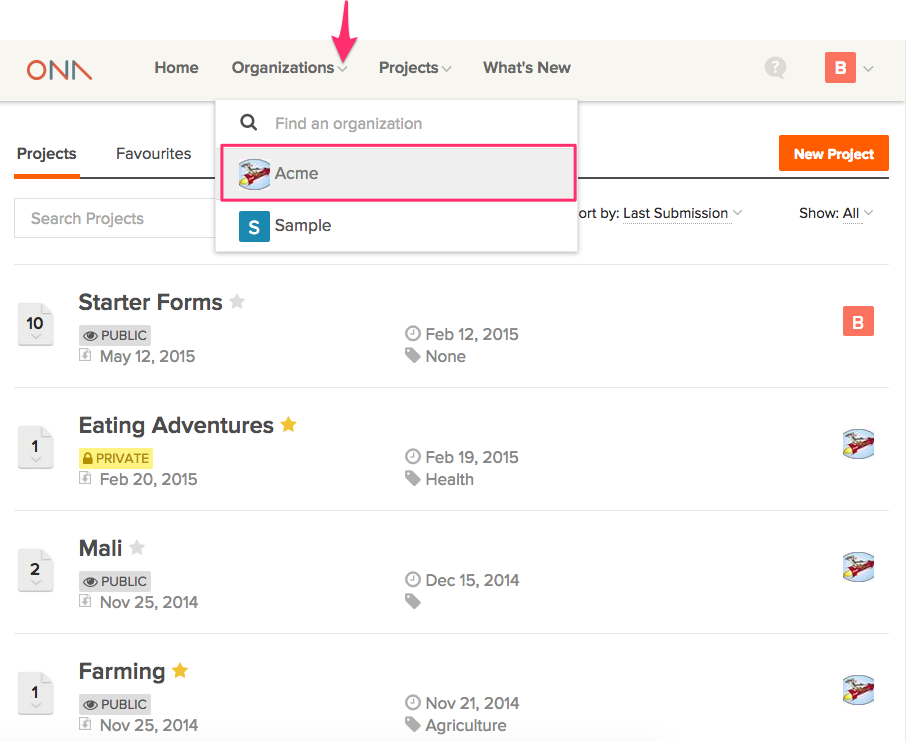 ONA Home Organizations Projects What's New ? B
Find an organization
Projects Favourites New Project
Acme
Search Projects ort by: Last Submission Show: All
S Sample
10 Starter Forms B
PUBLIC Feb 12, 2015
May 12, 2015 None
1 Eating Adventures
PRIVATE Feb 19, 2015
Feb 20, 2015 Health
2 Mali
PUBLIC Dec 15, 2014
Nov 25, 2014
1 Farming
PUBLIC Nov 21, 2014
Nov 25, 2014 Agriculture